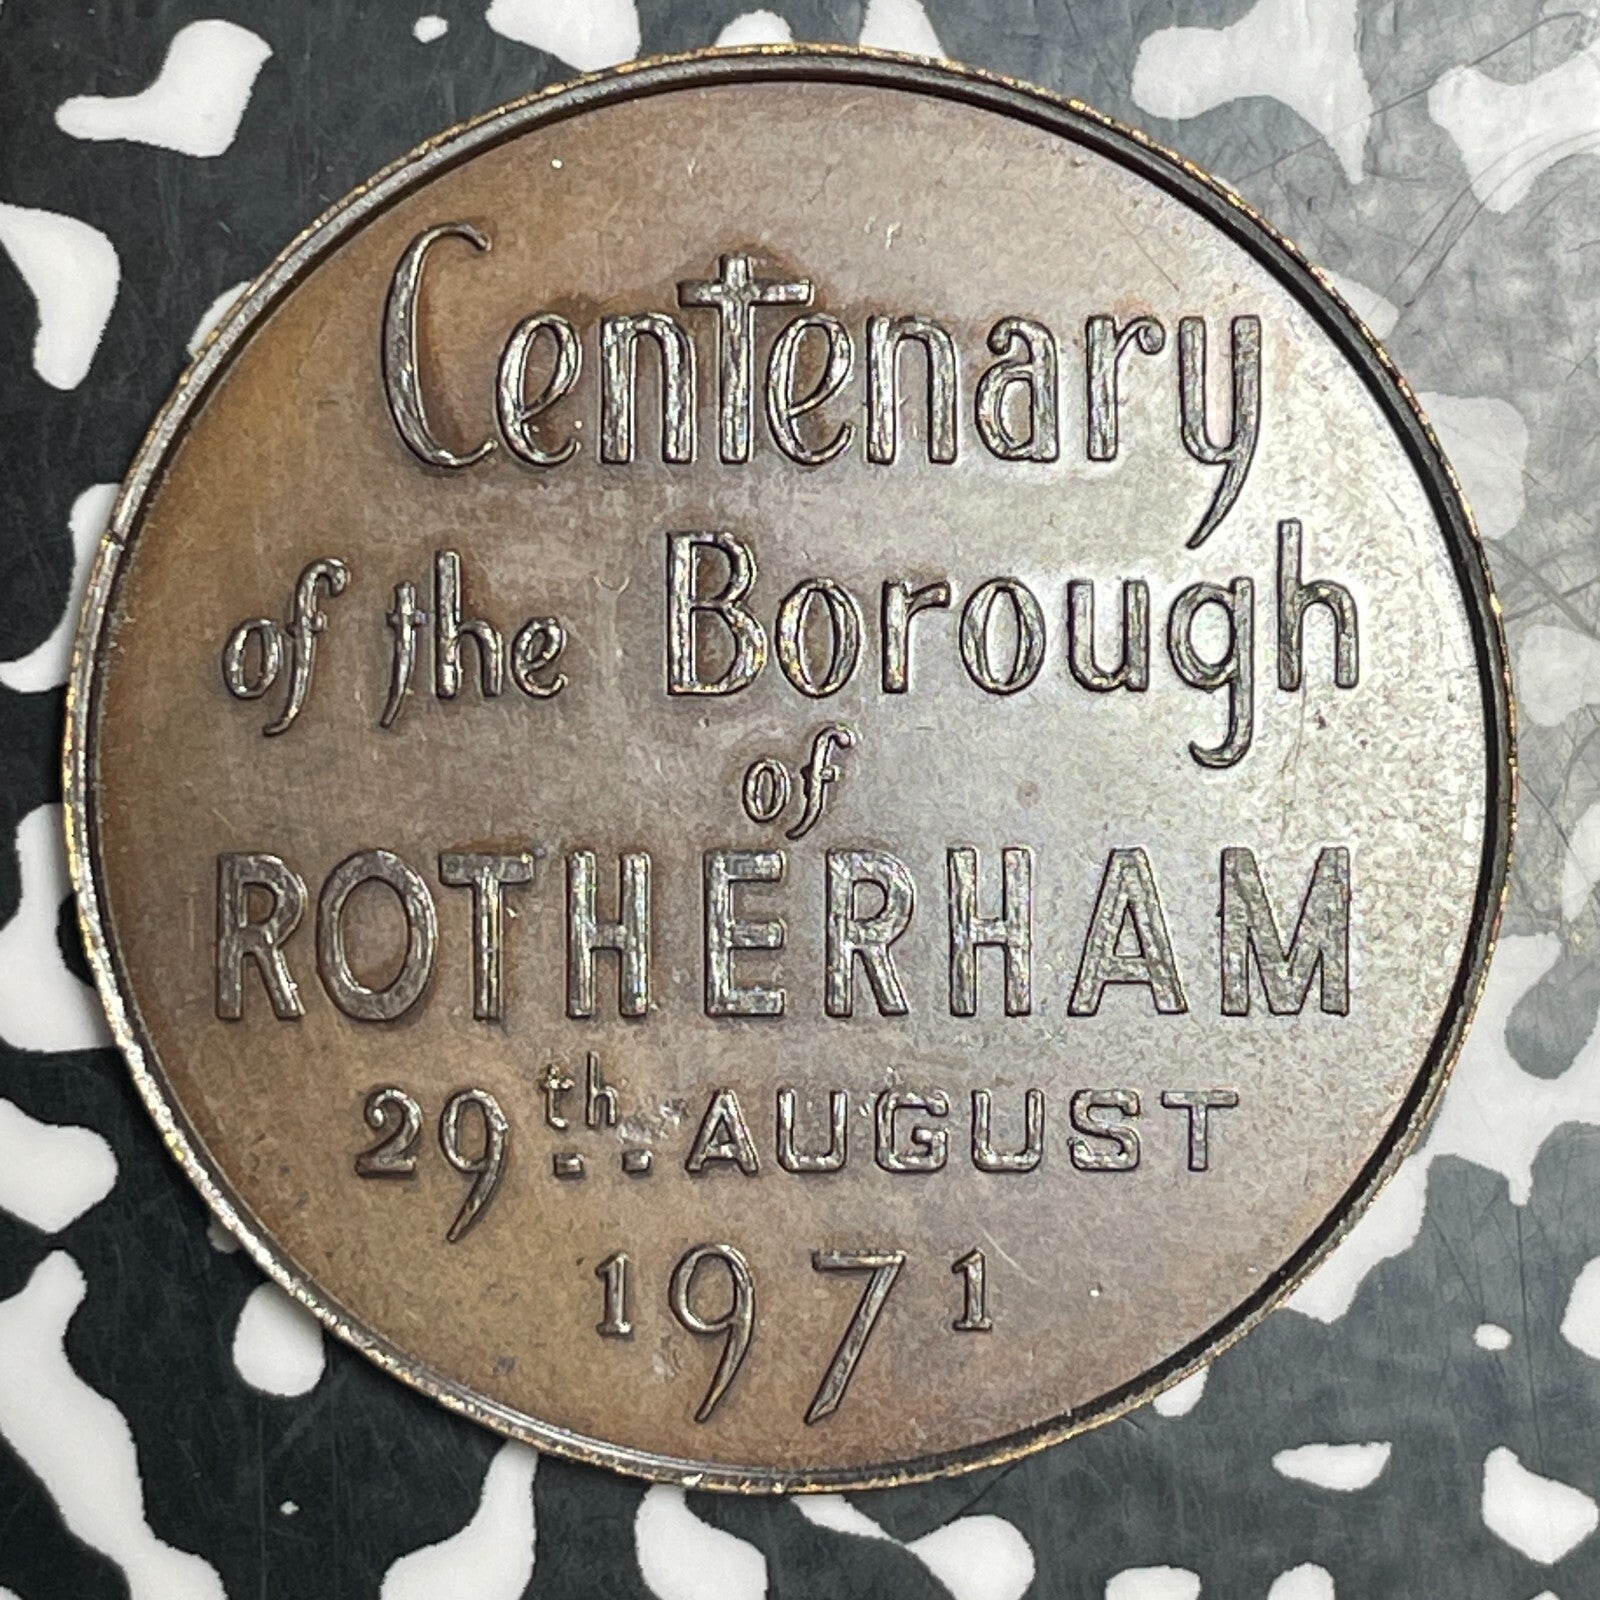 Centenary
of the Borough
of
ROTHERHAM
29th. AUGUST
1971